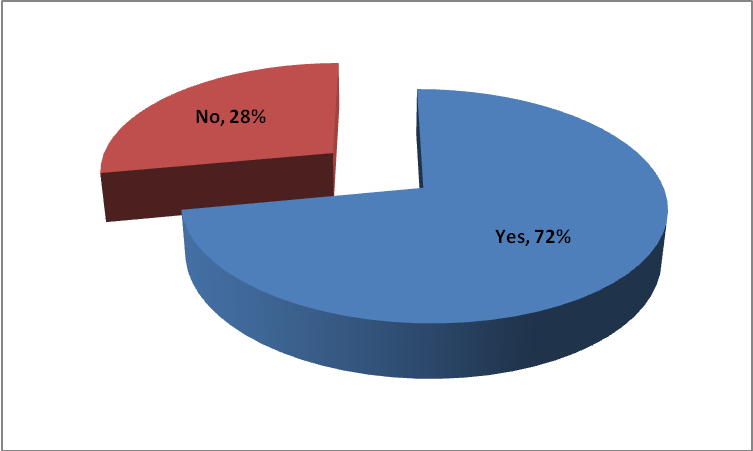 No, 28%
Yes, 72%